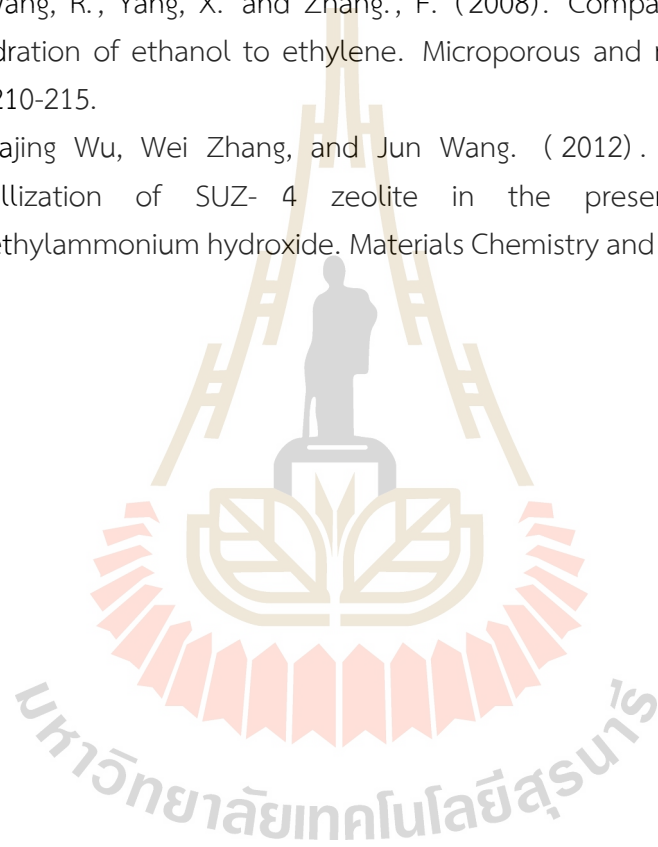 Wang, R., Yang, X. and Zhang., F. (2008). Compa
dration of ethanol to ethylene. Microporous and
210-215.
ajing Wu, Wei Zhang, and Jun Wang. ( 2012) .
llization of SUZ- 4 zeolite in the presen
ethylammonium hydroxide. Materials Chemistry and
มหาวิทยาลัยเทคโนโลยีสุรนารี